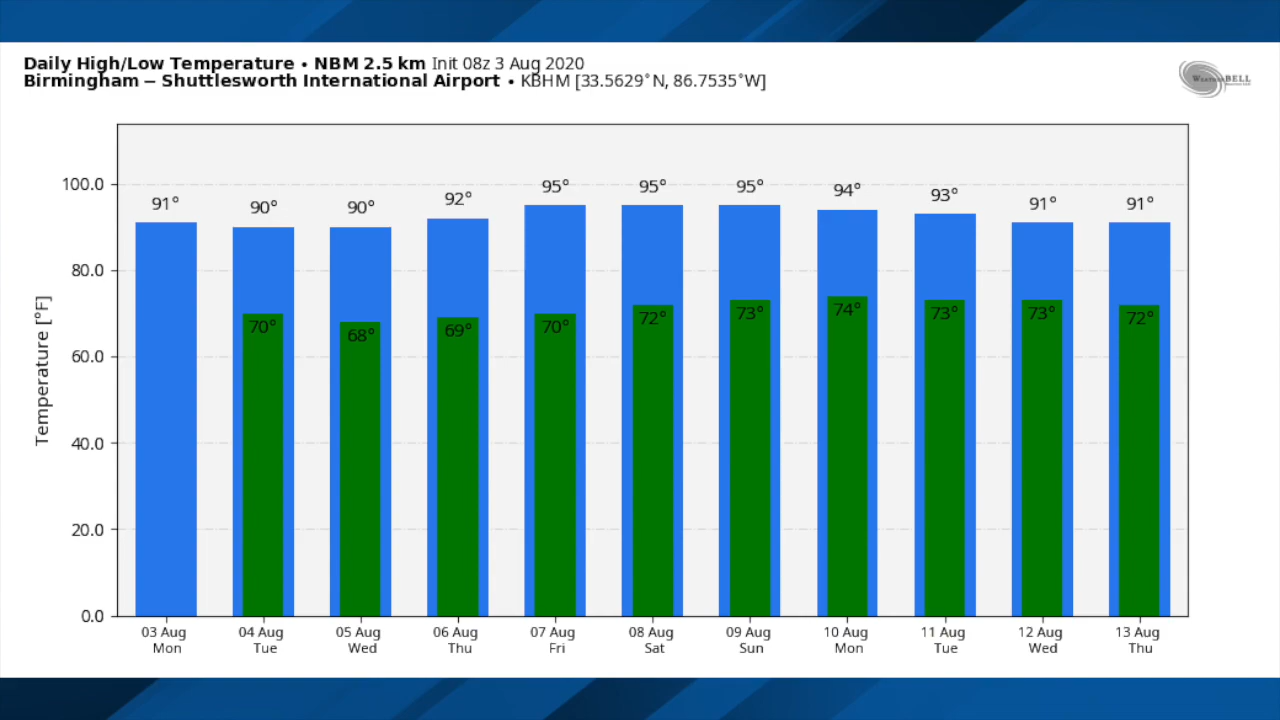 Daily High/Low Temperature • NBM 2.5 km Init 08z 3 Aug 2020
Birmingham – Shuttlesworth International Airport • KBHM [33.5629°N, 86.7535°W]
WeatherBELL
Temperature [°F]
100.0
80.0
60.0
40.0
20.0
0.0
91° 90° 90° 92° 95° 95° 95° 94° 93° 91° 91°
70° 68° 69° 70° 72° 73° 74° 73° 73° 72°
03 Aug 04 Aug 05 Aug 06 Aug 07 Aug 08 Aug 09 Aug 10 Aug 11 Aug 12 Aug 13 Aug
Mon Tue Wed Thu Fri Sat Sun Mon Tue Wed Thu